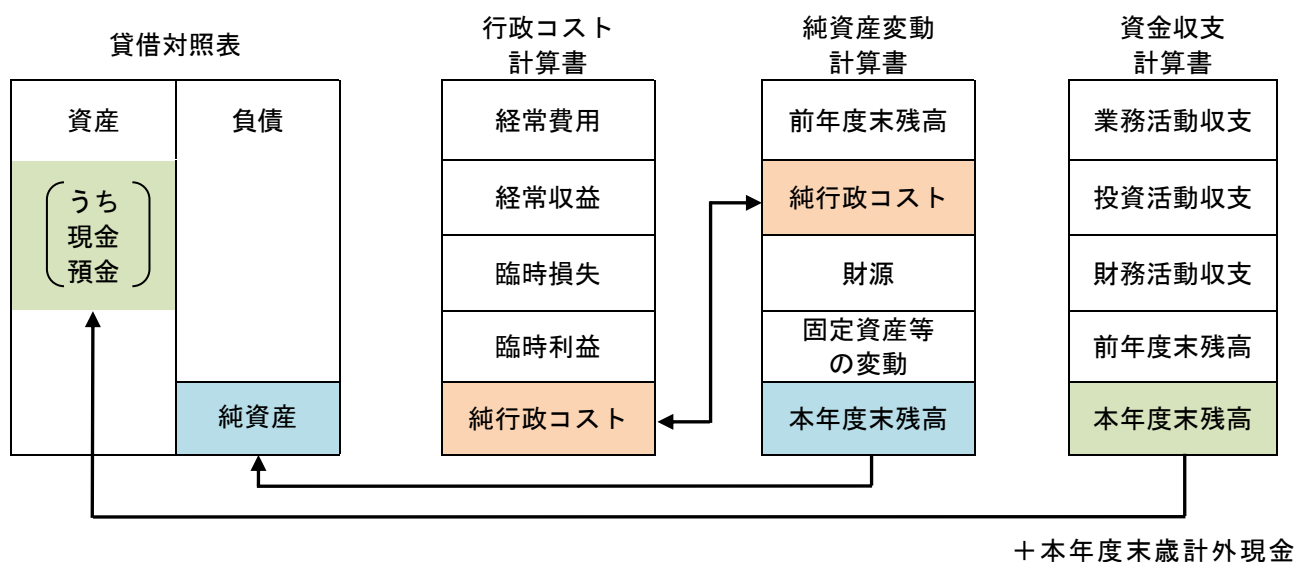 貸借対照表
資産
負債
うち
現金
預金
純資産
行政コスト
計算書
経常費用
経常収益
臨時損失
臨時利益
純行政コスト
純資産変動
計算書
前年度末残高
純行政コスト
財源
固定資産等
の変動
本年度末残高
資金収支
計算書
業務活動収支
投資活動収支
財務活動収支
前年度末残高
本年度末残高
＋本年度末歳計外現金